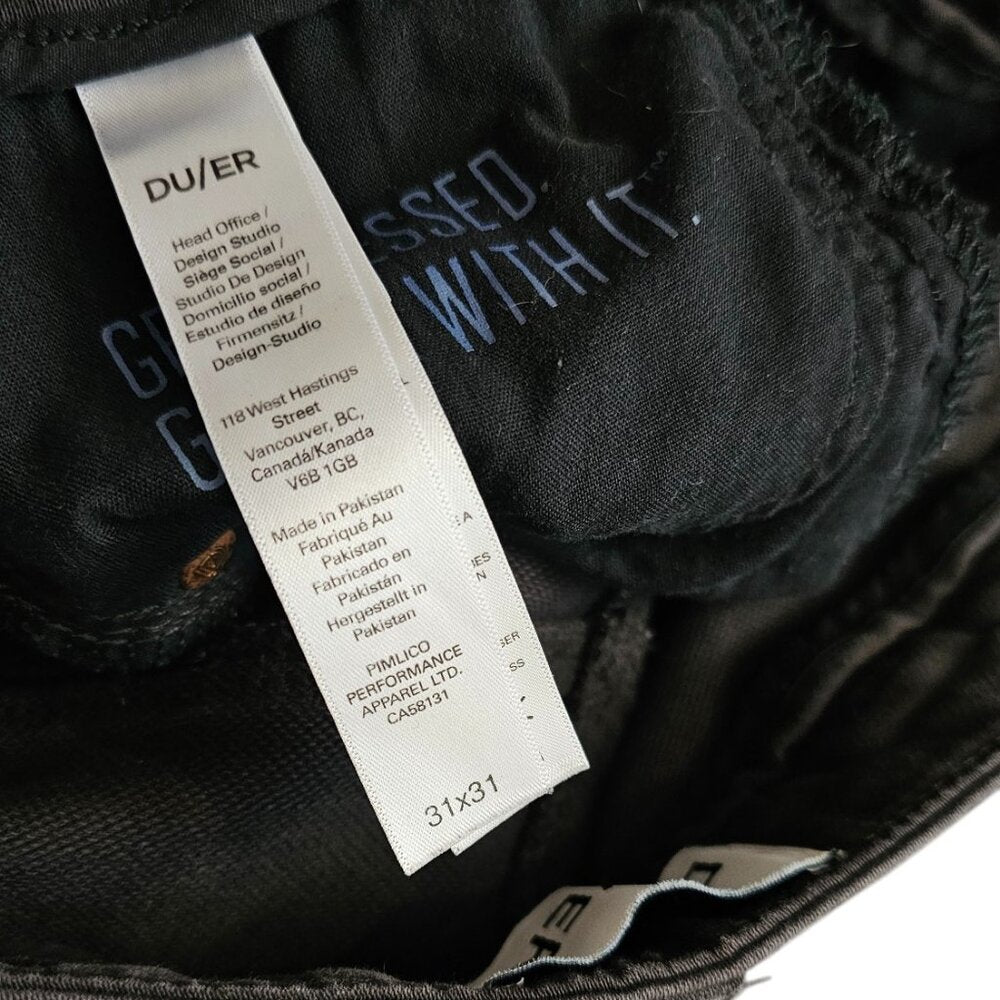 DU/ER
Head Office /
Design Studio
Siège Social /
Studio De Design
Domicilio social /
Estudio de diseño
Firmensitz /
Design-Studio
118 West Hastings
Street
Vancouver, BC,
Canadá/Kanada
V6B 1GB
Made in Pakistan
Fabriqué Au
Pakistan
Fabricado en
Pakistán
Hergestellt in
Pakistan
PIMLICO
PERFORMANCE
APPAREL LTD.
CA58131
31x31
SSED.
WITH IT.™